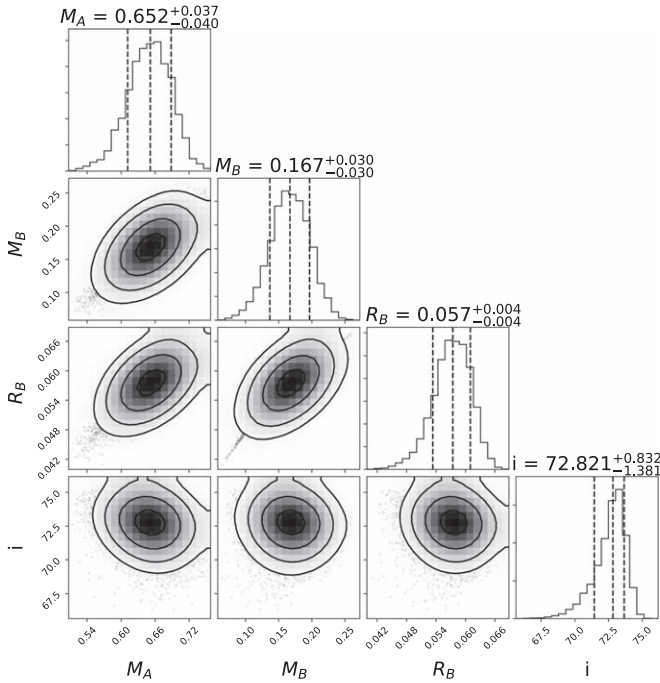 M_A = 0.652^{+0.037}_{-0.040}
M_B = 0.167^{+0.030}_{-0.030}
0.25
0.20
0.15
0.10
M_B
R_B = 0.057^{+0.004}_{-0.004}
0.066
0.060
0.054
0.048
0.042
R_B
i = 72.821^{+0.832}_{-1.381}
75.0
72.5
70.0
67.5
i
0.54 0.60 0.66 0.72 0.10 0.15 0.20 0.25 0.042 0.048 0.054 0.060 0.066 67.5 70.0 72.5 75.0
M_A M_B R_B i